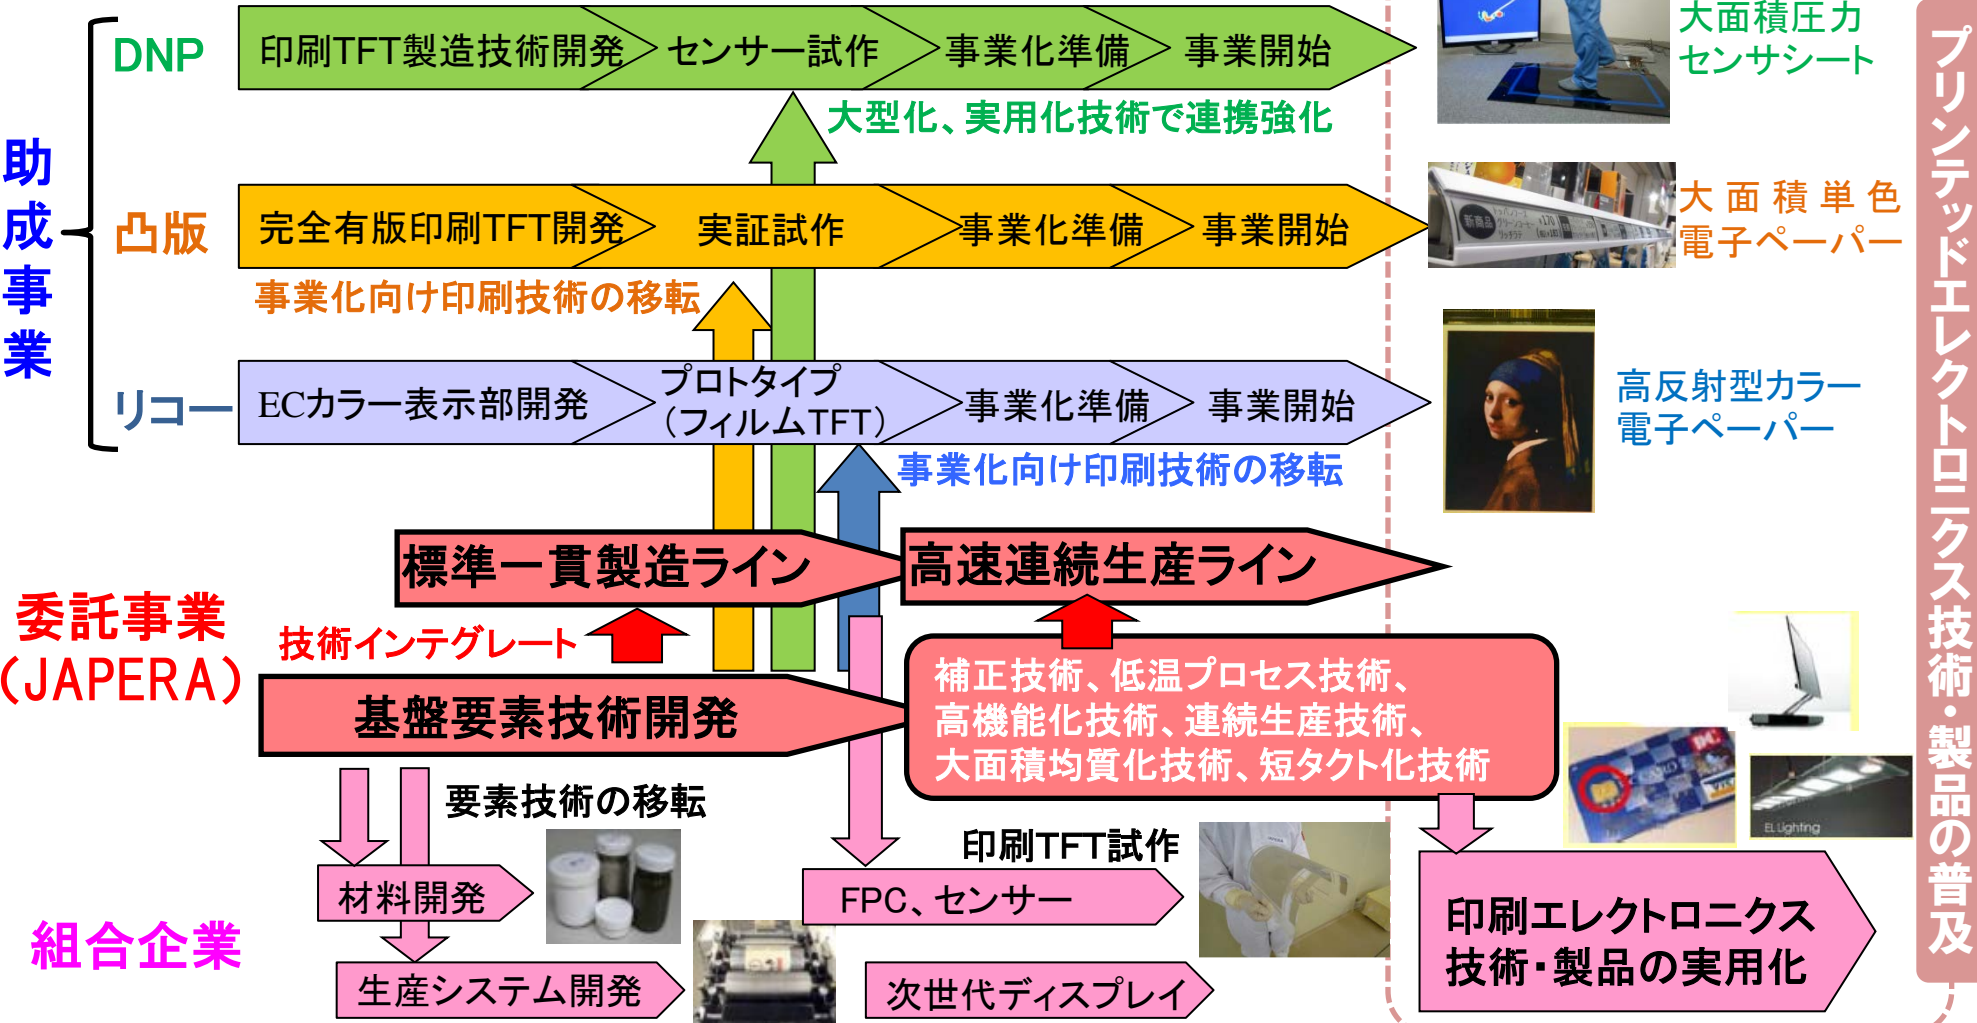 助成事業
DNP
印刷TFT製造技術開発
センサー試作
事業化準備
事業開始
大面積圧力
センサシート
大型化、実用化技術で連携強化
凸版
完全有版印刷TFT開発
実証試作
事業化準備
事業開始
新商品
¥170
大面積単色
電子ペーパー
事業化向け印刷技術の移転
リコー
ECカラー表示部開発
プロトタイプ
（フィルムTFT）
事業化準備
事業開始
高反射型カラー
電子ペーパー
事業化向け印刷技術の移転
委託事業
（JAPERA）
標準一貫製造ライン
高速連続生産ライン
技術インテグレート
基盤要素技術開発
補正技術、低温プロセス技術、
高機能化技術、連続生産技術、
大面積均質化技術、短タクト化技術
要素技術の移転
組合企業
材料開発
生産システム開発
印刷TFT試作
FPC、センサー
次世代ディスプレイ
EL Lighting
印刷エレクトロニクス
技術・製品の実用化
プリンテッドエレクトロニクス技術・製品の普及